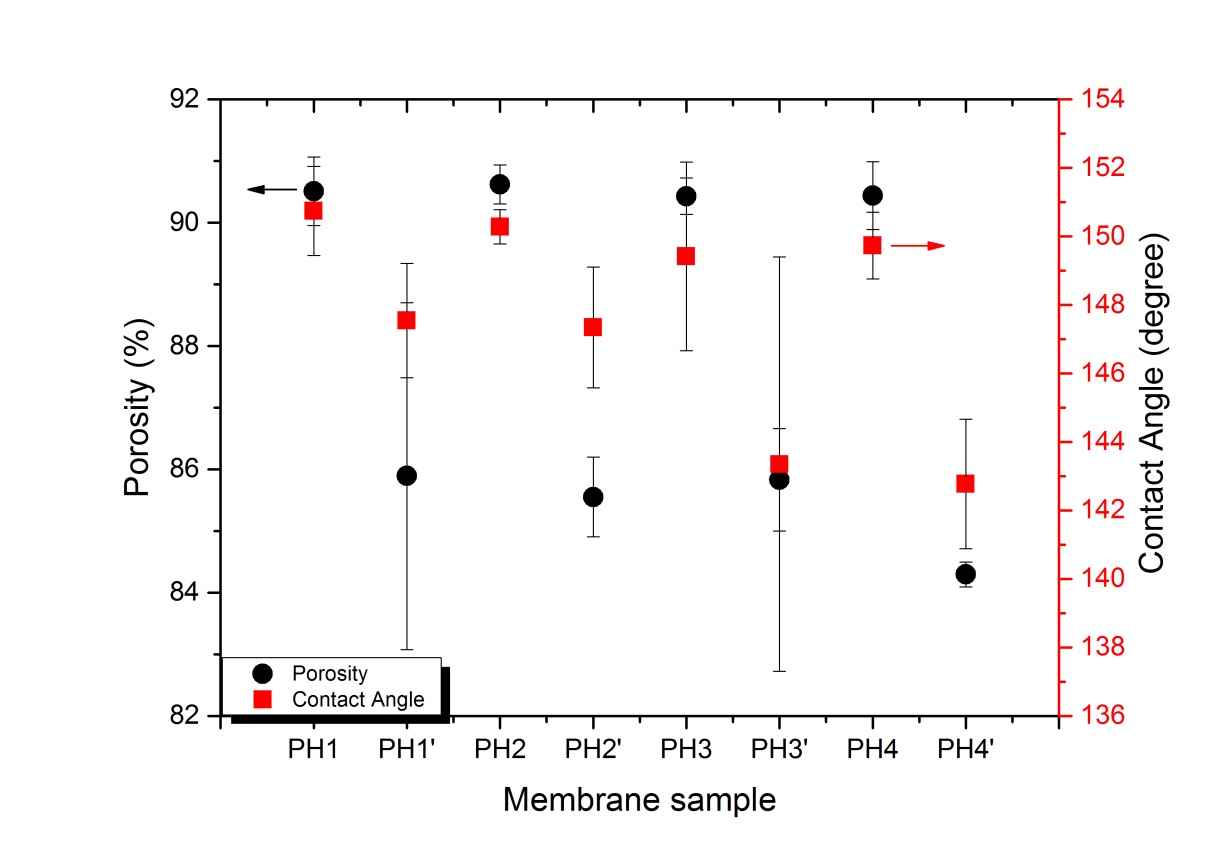 92
90
88
86
84
82
Porosity (%)
154
152
150
148
146
144
142
140
138
136
Contact Angle (degree)
Porosity
Contact Angle
PH1 PH1' PH2 PH2' PH3 PH3' PH4 PH4'
Membrane sample